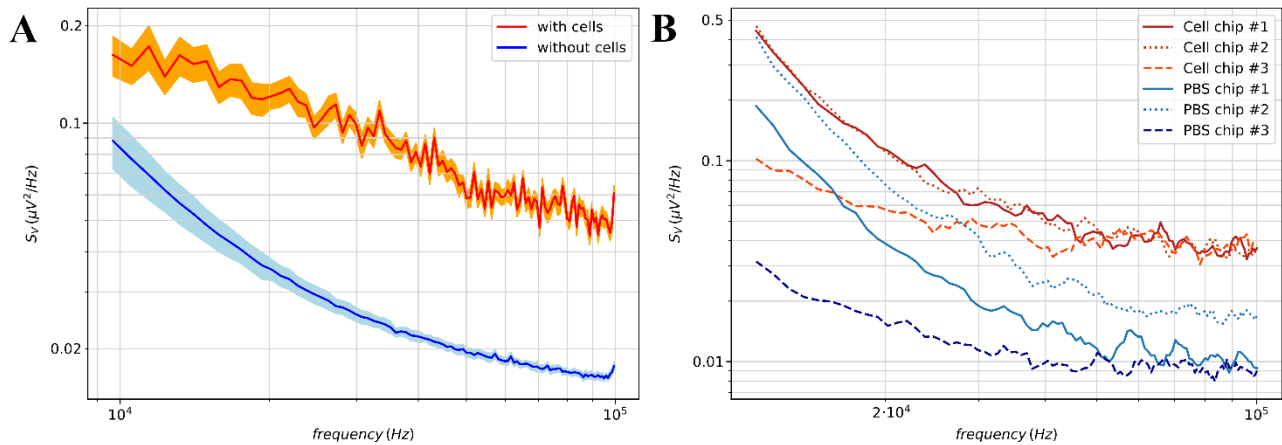 A
0.2
0.1
0.02
S_V (μV²/Hz)
10⁴
10⁵
frequency (Hz)
with cells
without cells
B
0.5
0.1
0.01
S_V (μV²/Hz)
2·10⁴
10⁵
frequency (Hz)
Cell chip #1
Cell chip #2
Cell chip #3
PBS chip #1
PBS chip #2
PBS chip #3